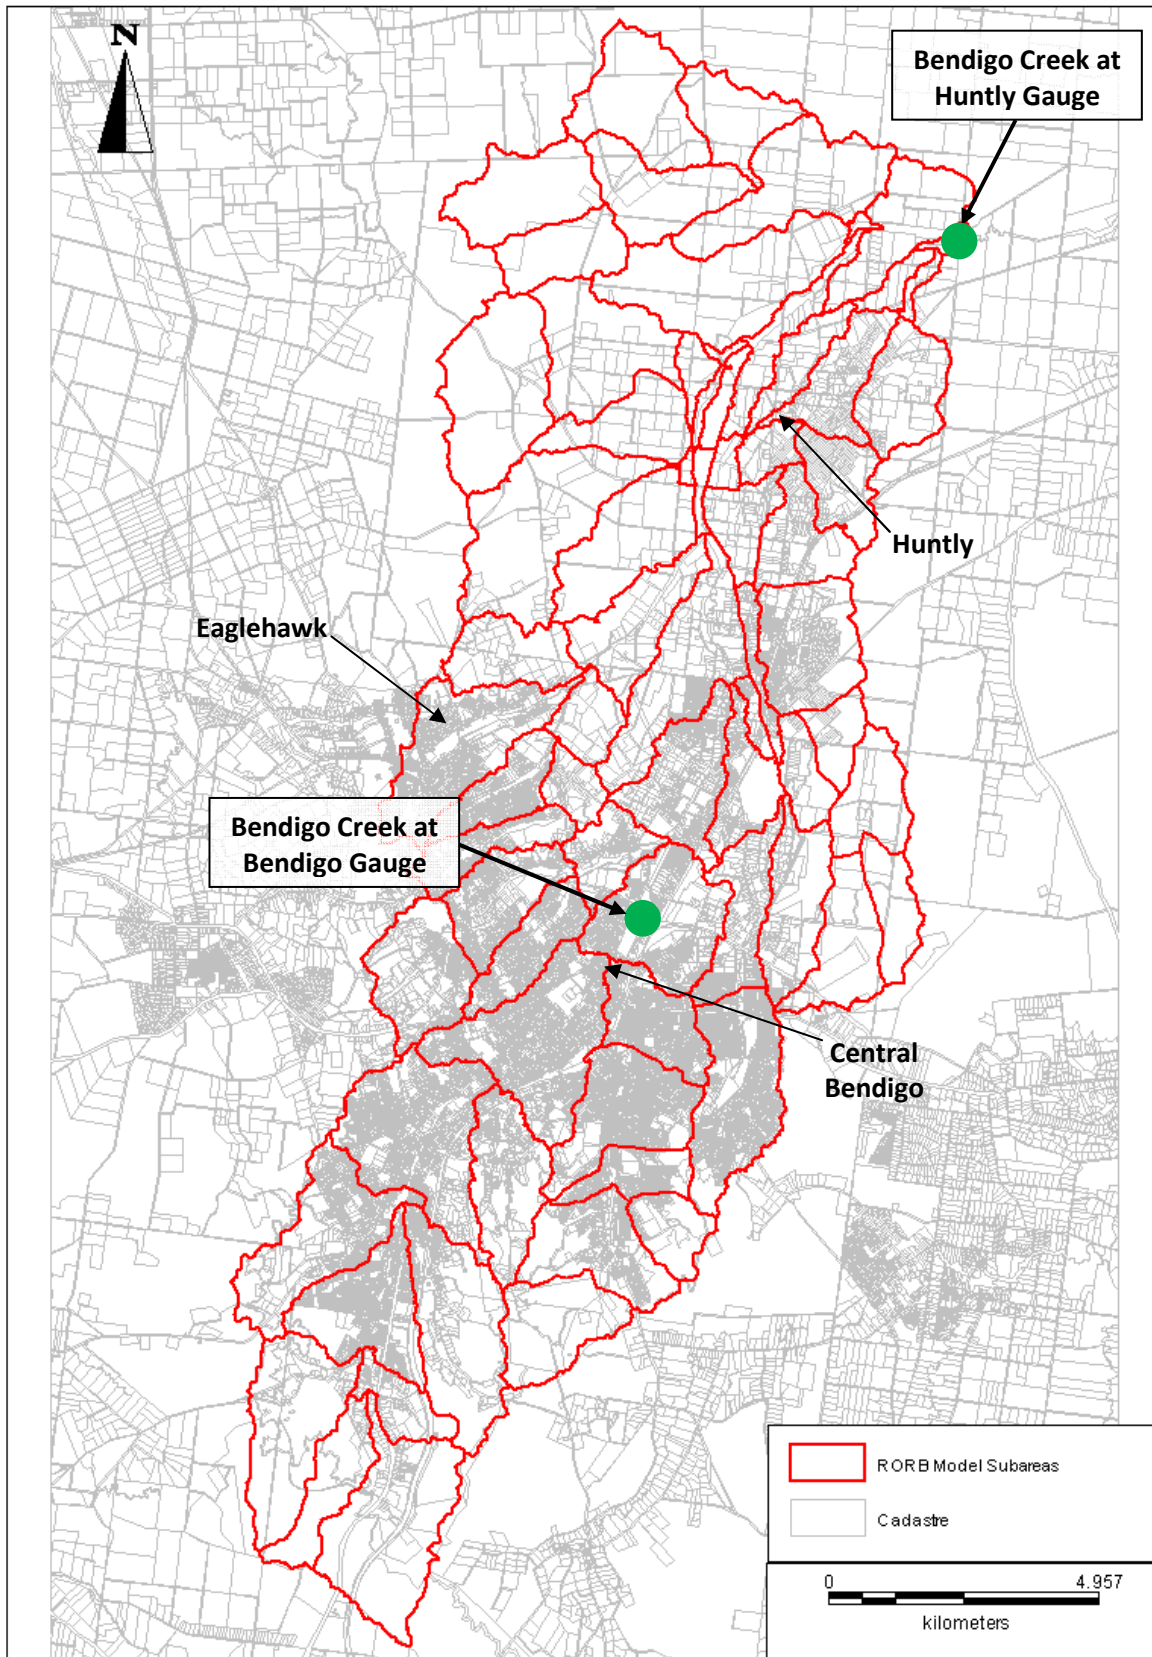 N
Bendigo Creek at
Huntly Gauge
Huntly
Eaglehawk
Bendigo Creek at
Bendigo Gauge
Central
Bendigo
RORB Model Subareas
Cadastre
0 4.957
kilometers